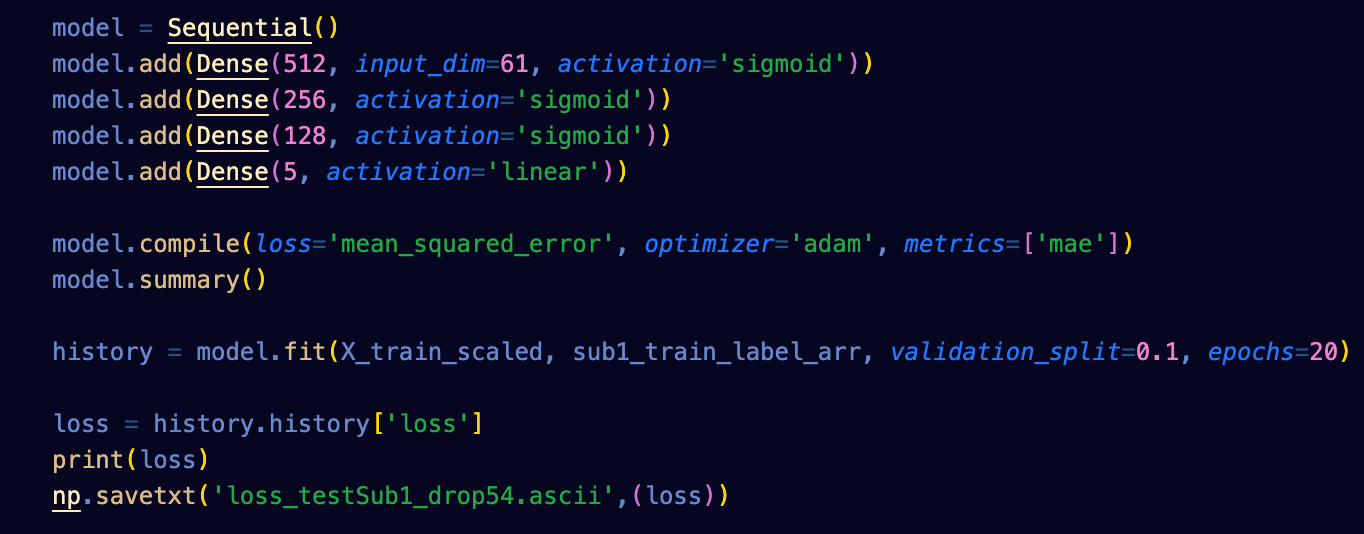 model = Sequential()
model.add(Dense(512, input_dim=61, activation='sigmoid'))
model.add(Dense(256, activation='sigmoid'))
model.add(Dense(128, activation='sigmoid'))
model.add(Dense(5, activation='linear'))
model.compile(loss='mean_squared_error', optimizer='adam', metrics=['mae'])
model.summary()
history = model.fit(X_train_scaled, sub1_train_label_arr, validation_split=0.1, epochs=20)
loss = history.history['loss']
print(loss)
np.savetxt('loss_testSub1_drop54.ascii',(loss))